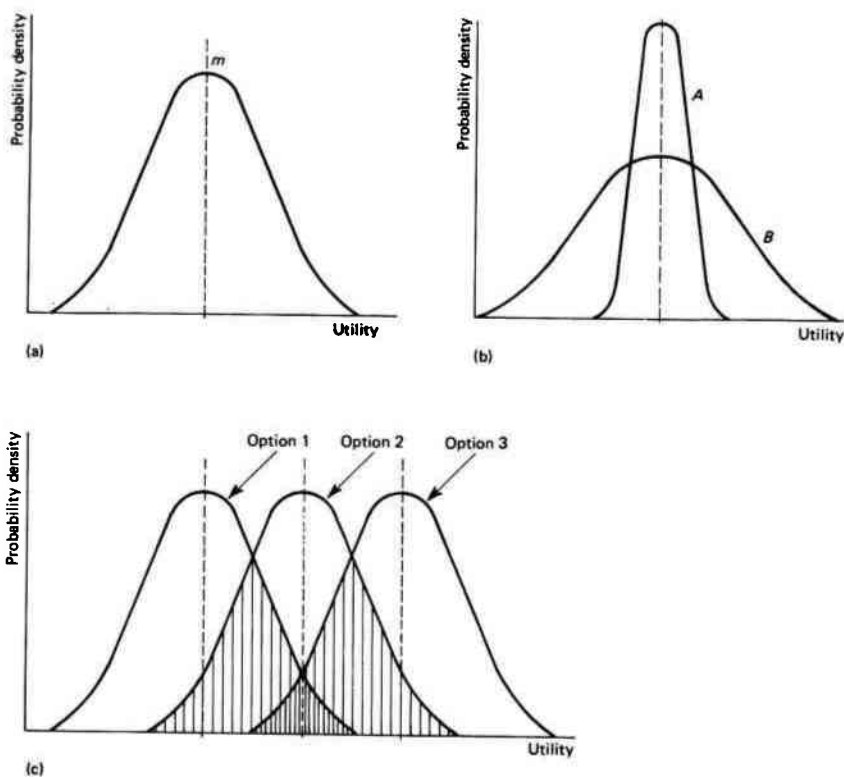 Probability density
m
Utility
(a)
Probability density
A
B
Utility
(b)
Probability density
Option 1
Option 2
Option 3
Utility
(c)